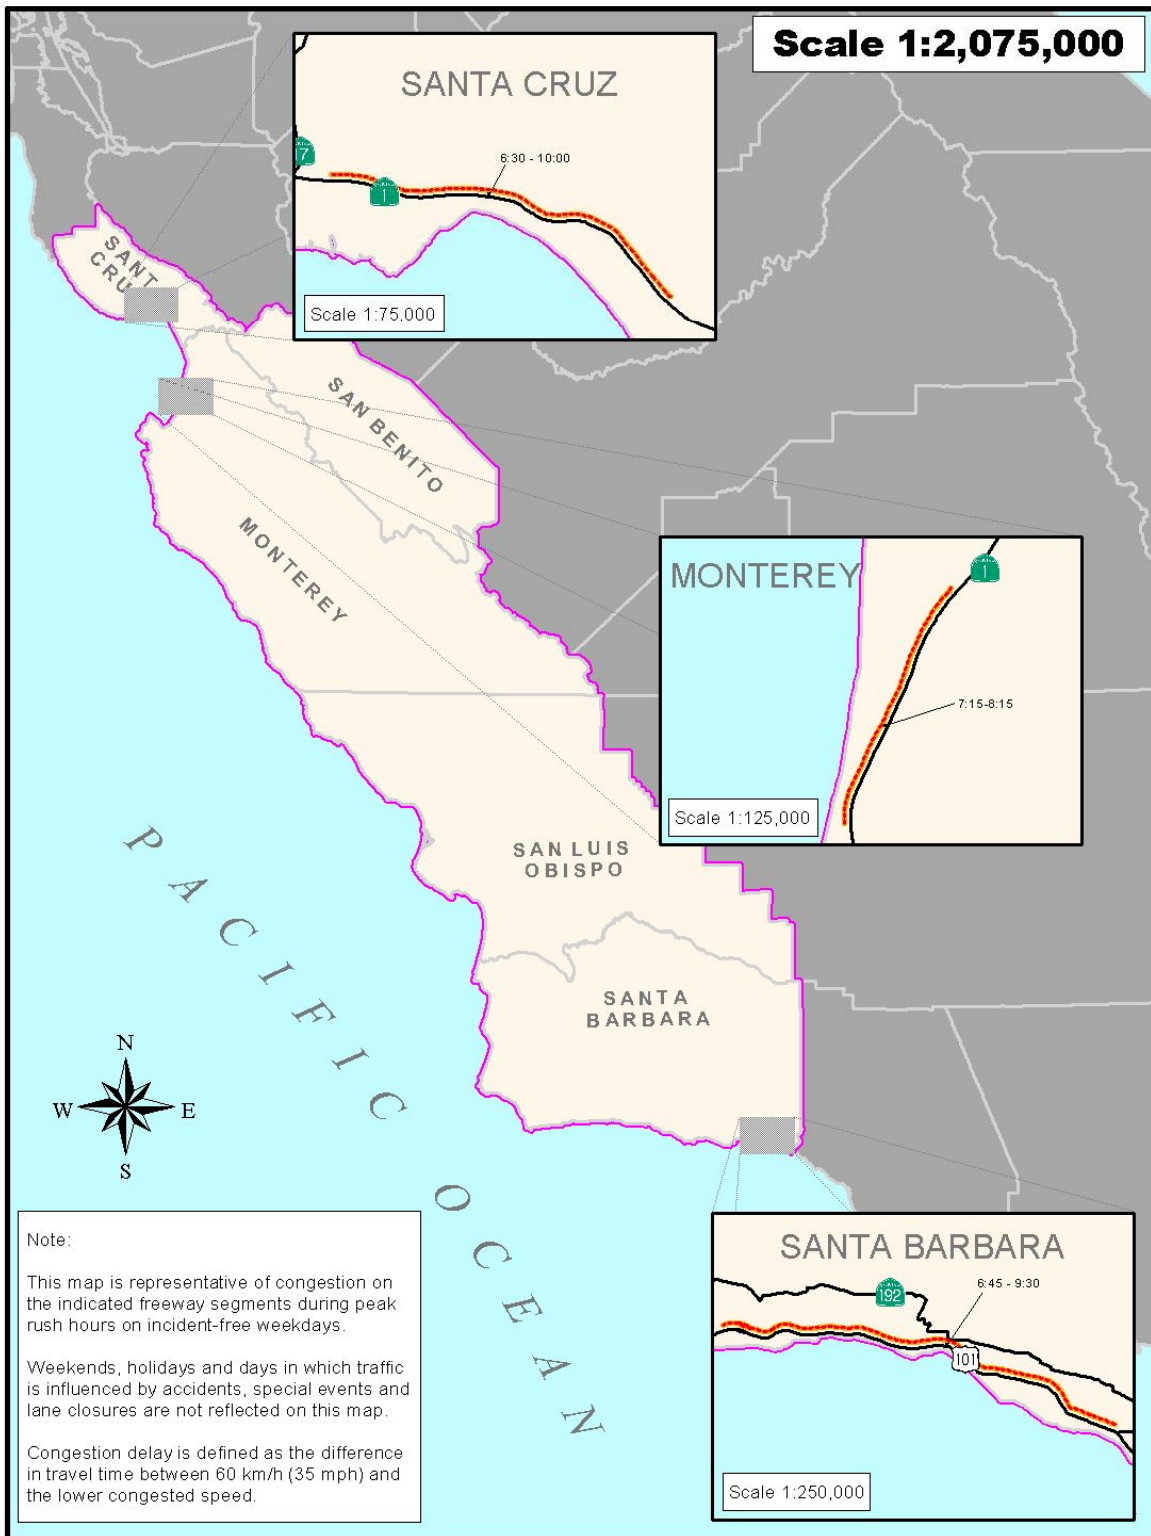 Scale 1:2,075,000
SANTA CRUZ
6:30 - 10:00
7
1
Scale 1:75,000
SANT
CRU
SAN BENITO
MONTEREY
MONTEREY
1
7:15-8:15
Scale 1:125,000
SAN LUIS
OBISPO
SANTA
BARBARA
PACIFIC OCEAN
N
W
E
S
SANTA BARBARA
6:45 - 9:30
192
101
Scale 1:250,000
Note:
This map is representative of congestion on
the indicated freeway segments during peak
rush hours on incident-free weekdays.
Weekends, holidays and days in which traffic
is influenced by accidents, special events and
lane closures are not reflected on this map.
Congestion delay is defined as the difference
in travel time between 60 km/h (35 mph) and
the lower congested speed.